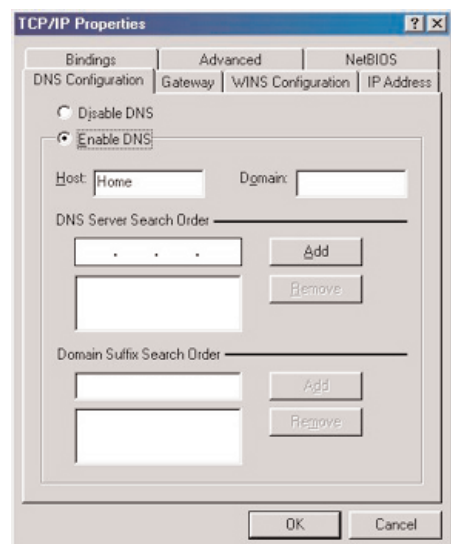 TCP/IP Properties
Bindings Advanced NetBIOS
DNS Configuration Gateway WINS Configuration IP Address
Disable DNS
Enable DNS
Host: Home Domain:
DNS Server Search Order
. . .
Add
Remove
Domain Suffix Search Order
Add
Remove
OK Cancel